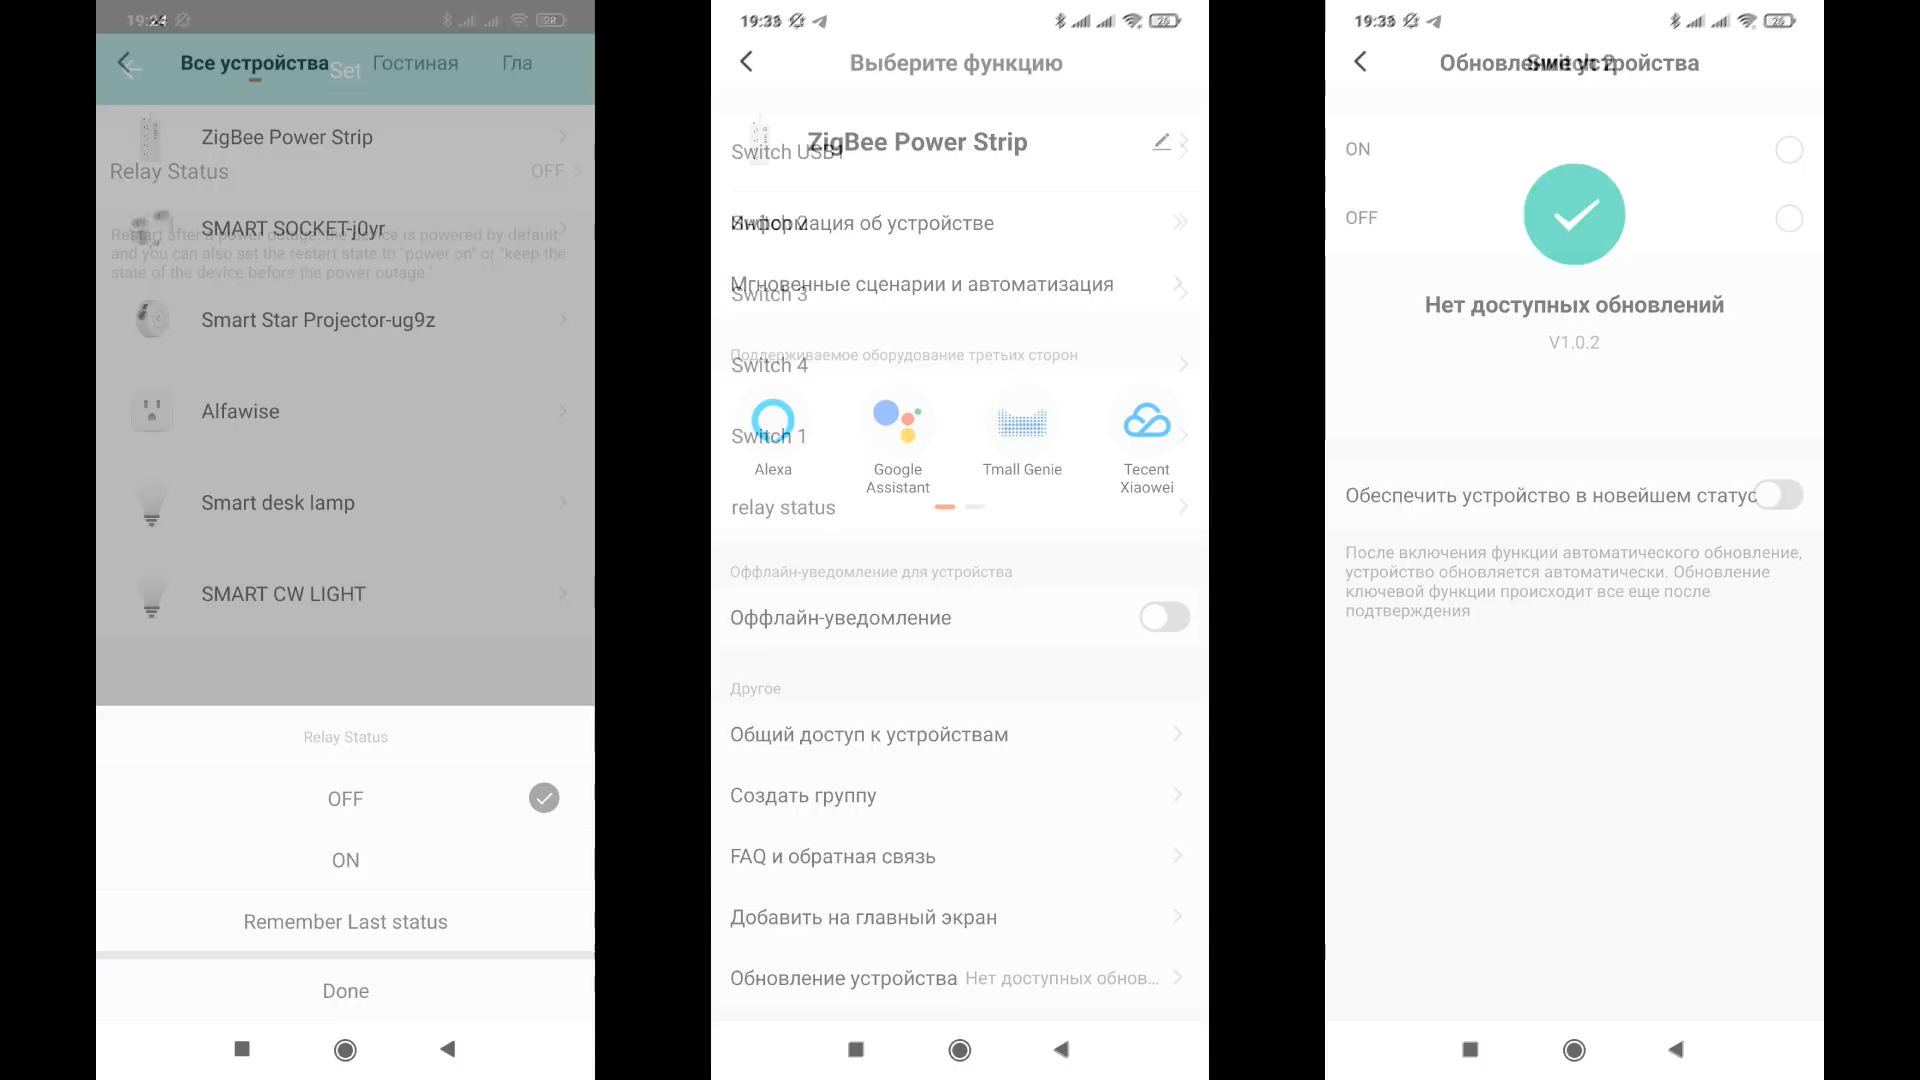 19:24
28
Все устройства
Set
Гостиная
Гла
ZigBee Power Strip
Relay Status
OFF
SMART SOCKET-j0yr
Restart after a power outage: the device is powered by default,
and you can also set the restart state to "power on" or "keep the
state of the device before the power outage "
Smart Star Projector-ug9z
Alfawise
Smart desk lamp
SMART CW LIGHT
Relay Status
OFF
ON
Remember Last status
Done
19:33
26
Выберите функцию
ZigBee Power Strip
Switch USB1
Информация об устройстве
Switch 2
Мгновенные сценарии и автоматизация
Switch 3
Поддерживаемое оборудование третьих сторон
Switch 4
Switch 1
Alexa
Google
Assistant
Tmall Genie
Tecent
Xiaowei
relay status
Оффлайн-уведомление для устройства
Оффлайн-уведомление
Другое
Общий доступ к устройствам
Создать группу
FAQ и обратная связь
Добавить на главный экран
Обновление устройства Нет доступных обнов...
19:33
26
Обновление устройства
Switch 2
ON
OFF
Нет доступных обновлений
V1.0.2
Обеспечить устройство в новейшем статус
После включения функции автоматического обновление,
устройство обновляется автоматически. Обновление
ключевой функции происходит все еще после
подтверждения